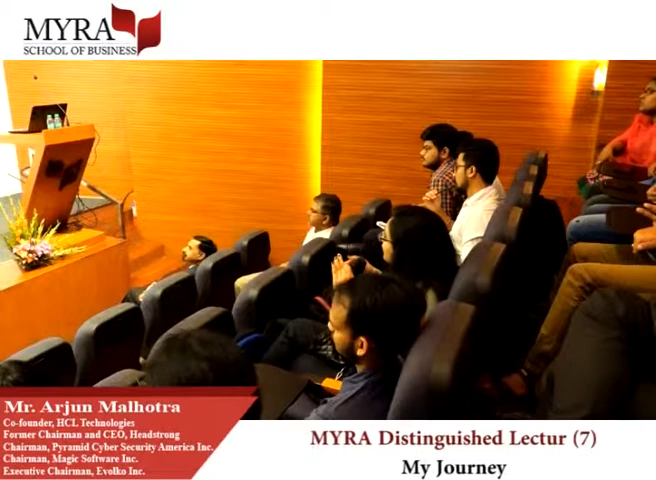 MYRA
SCHOOL OF BUSINESS
Mr. Arjun Malhotra
Co-founder, HCL Technologies
Former Chairman and CEO, Headstrong
Chairman, Pyramid Cyber Security America Inc.
Chairman, Magic Software Inc.
Executive Chairman, Evolko Inc.
MYRA Distinguished Lectur (7)
My Journey